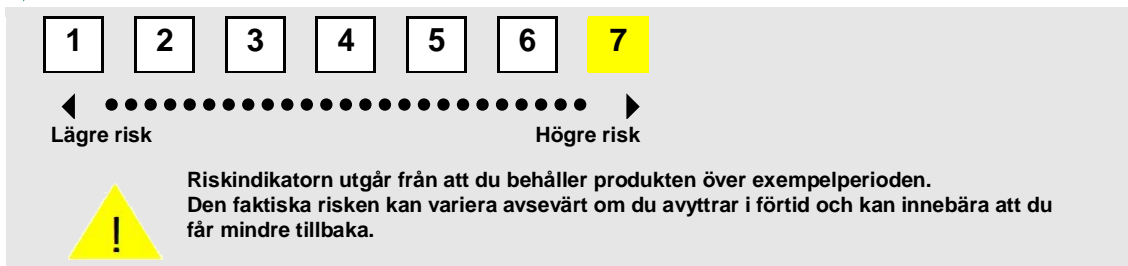 1 2 3 4 5 6 7
Lägre risk Högre risk
!
Riskindikatorn utgår från att du behåller produkten över exempelperioden.
Den faktiska risken kan variera avsevärt om du avyttrar i förtid och kan innebära att du
får mindre tillbaka.